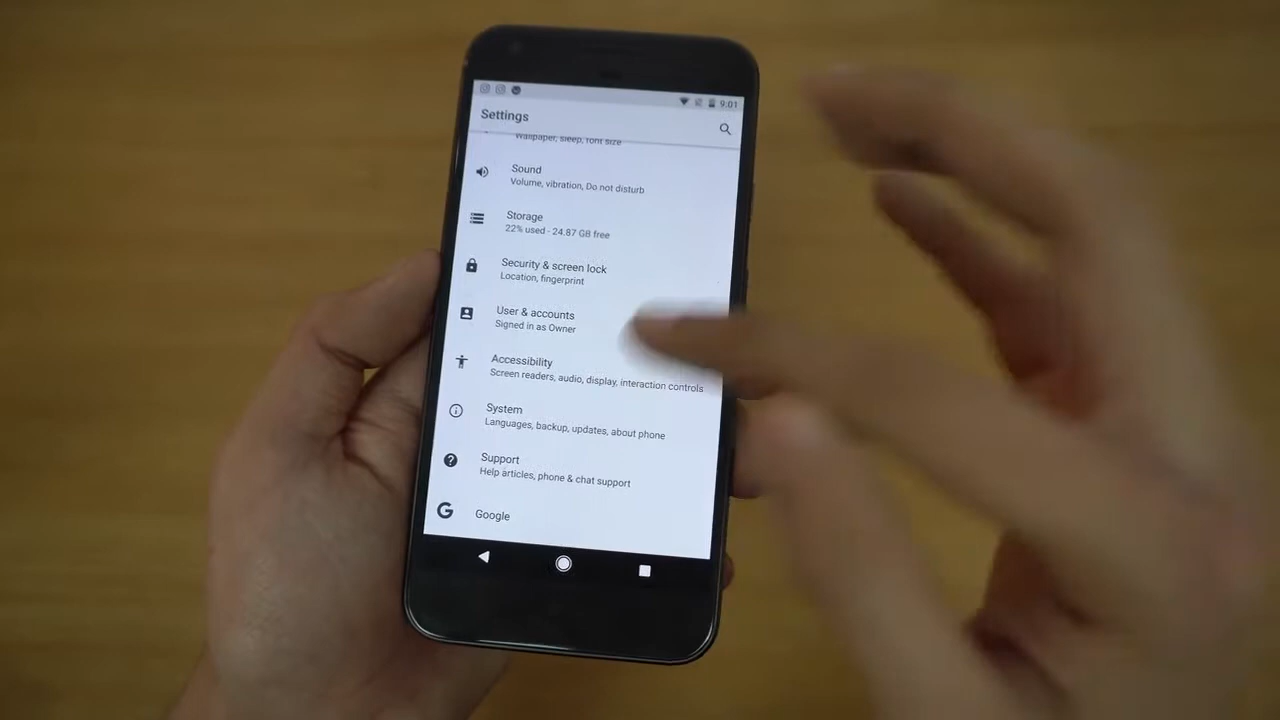 9:01
Settings
Wallpaper, sleep, font size
Sound
Volume, vibration, Do not disturb
Storage
22% used - 24.87 GB free
Security & screen lock
Location, fingerprint
User & accounts
Signed in as Owner
Accessibility
Screen readers, audio, display, interaction controls
System
Languages, backup, updates, about phone
Support
Help articles, phone & chat support
G
Google